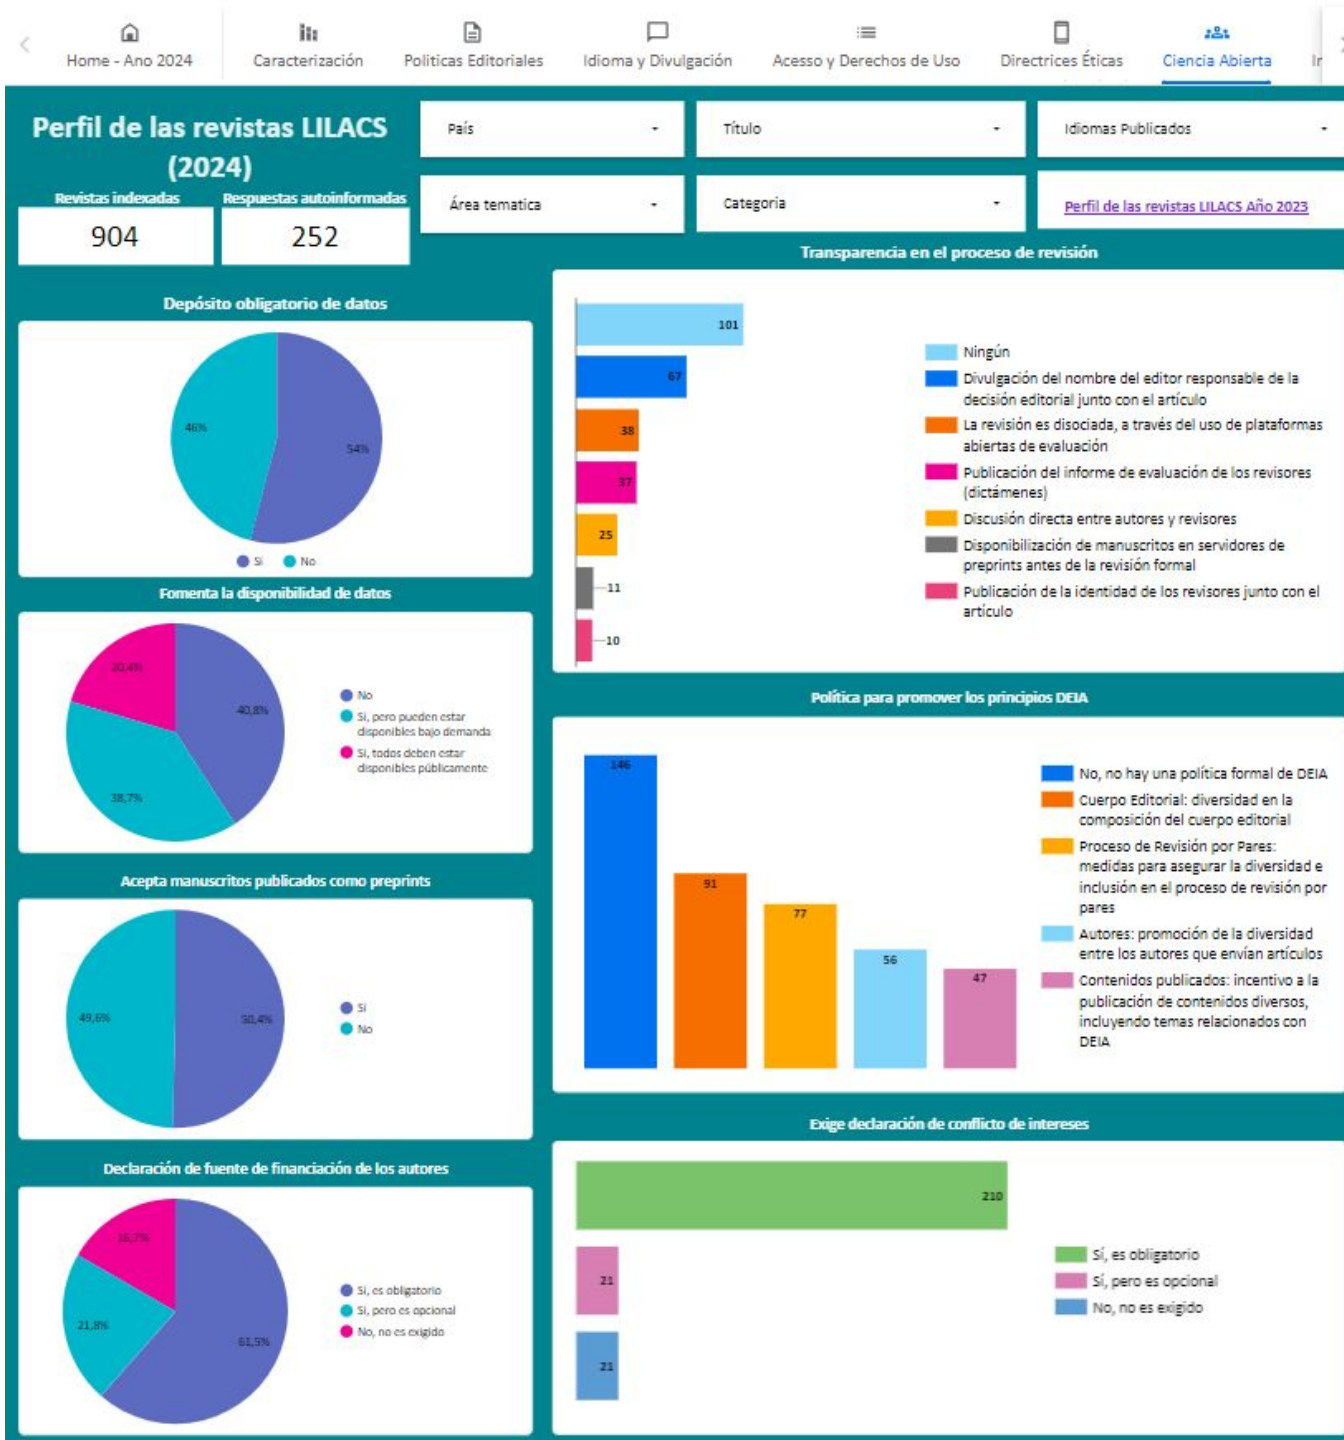 Home - Ano 2024
Caracterización
Politicas Editoriales
Idioma y Divulgación
Acesso y Derechos de Uso
Directrices Éticas
Ciencia Abierta
Perfil de las revistas LILACS
(2024)
Revistas indexadas
Respuestas autoinformadas
904
252
País
Título
Idiomas Publicados
Área tematica
Categoria
Perfil de las revistas LILACS Año 2023
Depósito obligatorio de datos
46%
54%
Sí
No
Fomenta la disponibilidad de datos
20,4%
40,8%
38,7%
No
Sí, pero pueden estar
disponibles bajo demanda
Sí, todos deben estar
disponibles públicamente
Acepta manuscritos publicados como preprints
49,6%
50,4%
Sí
No
Declaración de fuente de financiación de los autores
16,7%
21,8%
61,5%
Sí, es obligatorio
Sí, pero es opcional
No, no es exigido
Transparencia en el proceso de revisión
101
67
38
37
25
11
10
Ningún
Divulgación del nombre del editor responsable de la
decisión editorial junto con el artículo
La revisión es disociada, a través del uso de plataformas
abiertas de evaluación
Publicación del informe de evaluación de los revisores
(dictámenes)
Discusión directa entre autores y revisores
Disponibilización de manuscritos en servidores de
preprints antes de la revisión formal
Publicación de la identidad de los revisores junto con el
artículo
Política para promover los principios DEIA
146
91
77
56
47
No, no hay una política formal de DEIA
Cuerpo Editorial: diversidad en la
composición del cuerpo editorial
Proceso de Revisión por Pares:
medidas para asegurar la diversidad e
inclusión en el proceso de revisión por
pares
Autores: promoción de la diversidad
entre los autores que envían artículos
Contenidos publicados: incentivo a la
publicación de contenidos diversos,
incluyendo temas relacionados con
DEIA
Exige declaración de conflicto de intereses
210
21
21
Sí, es obligatorio
Sí, pero es opcional
No, no es exigido